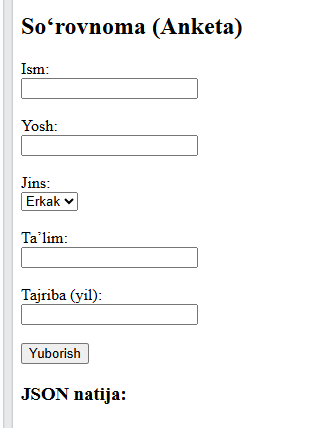 So‘rovnoma (Anketa)
Ism:
Yosh:
Jins:
Erkak
Ta’lim:
Tajriba (yil):
Yuborish
JSON natija: